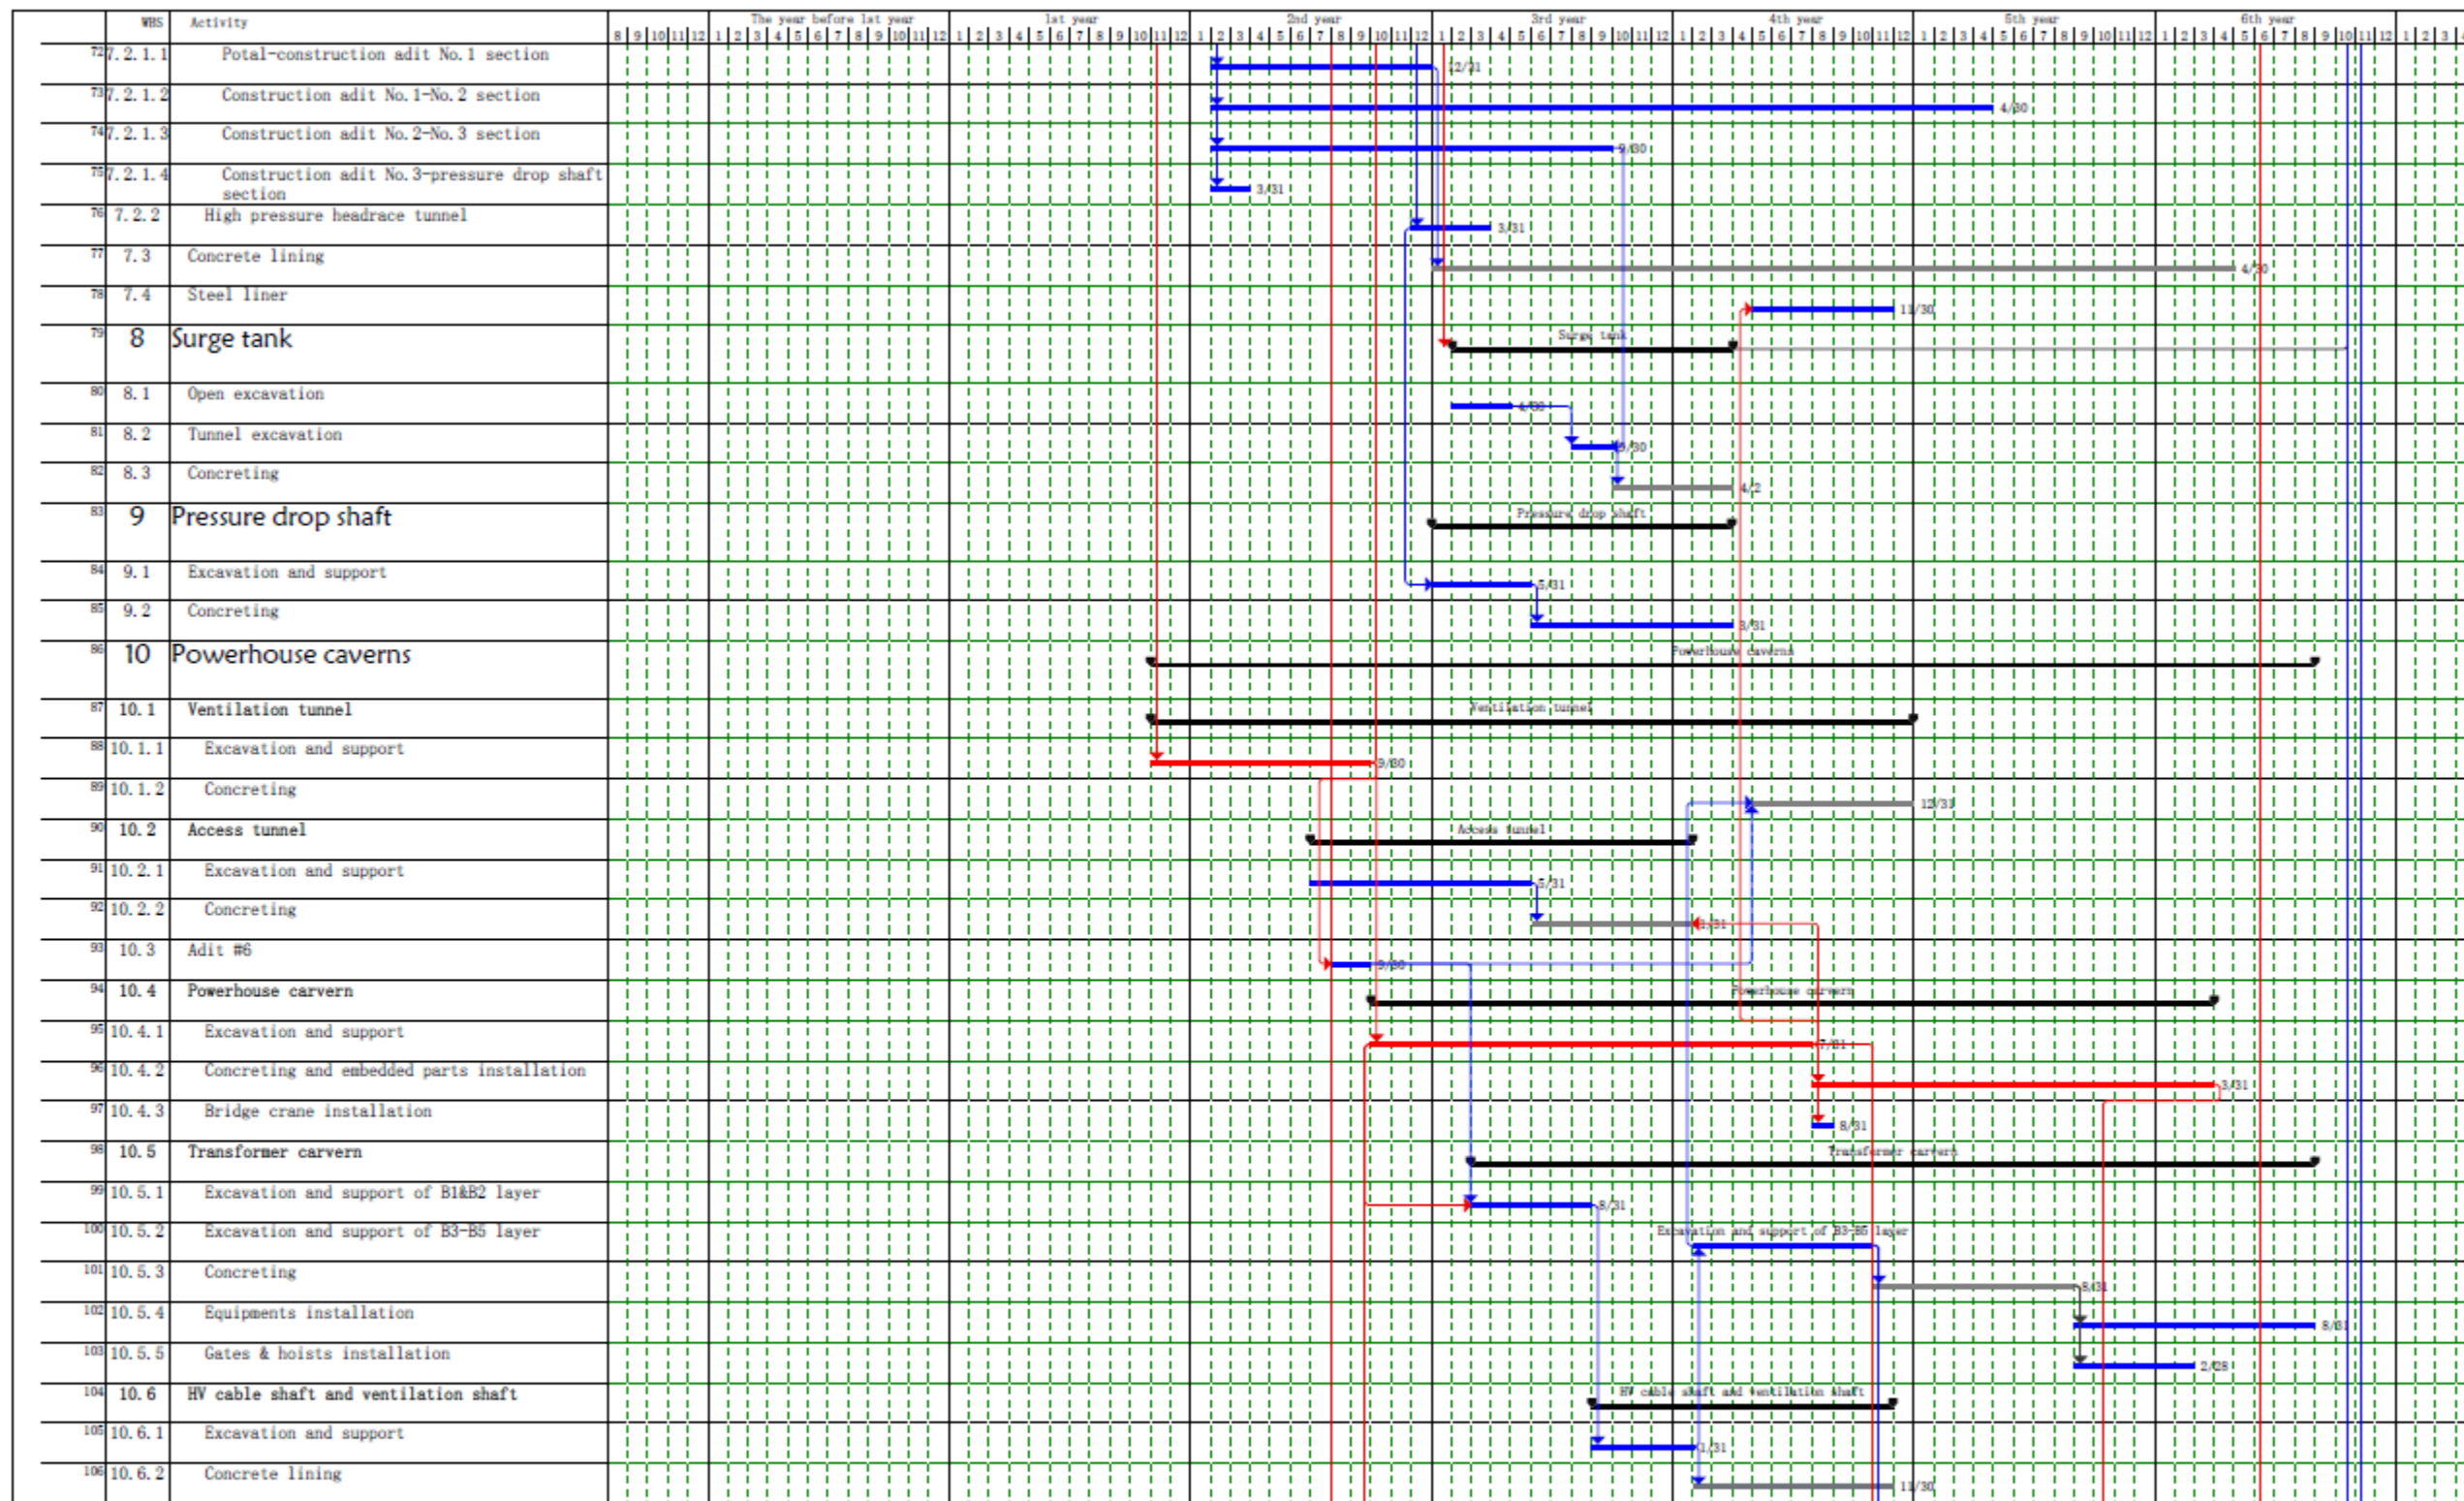 WBS Activity The year before 1st year 1st year 2nd year 3rd year 4th year 5th year 6th year
8 9 10 11 12 1 2 3 4 5 6 7 8 9 10 11 12 1 2 3 4 5 6 7 8 9 10 11 12 1 2 3 4 5 6 7 8 9 10 11 12 1 2 3 4 5 6 7 8 9 10 11 12 1 2 3 4 5 6 7 8 9 10 11 12 1 2 3 4 5 6 7 8 9 10 11 12 1 2 3 4 5 6 7 8 9 10 11 12 1 2 3
72 7.2.1.1 Potal-construction adit No.1 section 12/31
73 7.2.1.2 Construction adit No.1-No.2 section 4/30
74 7.2.1.3 Construction adit No.2-No.3 section 9/30
75 7.2.1.4 Construction adit No.3-pressure drop shaft
section 3/31
76 7.2.2 High pressure headrace tunnel 3/31
77 7.3 Concrete lining 4/30
78 7.4 Steel liner 11/30
79 8 Surge tank Surge tank
80 8.1 Open excavation 4/30
81 8.2 Tunnel excavation 9/30
82 8.3 Concreting 4/2
83 9 Pressure drop shaft Pressure drop shaft
84 9.1 Excavation and support 5/31
85 9.2 Concreting 3/31
86 10 Powerhouse caverns Powerhouse caverns
87 10.1 Ventilation tunnel Ventilation tunnel
88 10.1.1 Excavation and support 9/30
89 10.1.2 Concreting 12/31
90 10.2 Access tunnel Access tunnel
91 10.2.1 Excavation and support 5/31
92 10.2.2 Concreting 1/31
93 10.3 Adit #6 9/30
94 10.4 Powerhouse carvern Powerhouse carvern
95 10.4.1 Excavation and support 7/31
96 10.4.2 Concreting and embedded parts installation 3/31
97 10.4.3 Bridge crane installation 8/31
98 10.5 Transformer carvern Transformer carvern
99 10.5.1 Excavation and support of B1&B2 layer 8/31
100 10.5.2 Excavation and support of B3-B5 layer Excavation and support of B3-B5 layer
101 10.5.3 Concreting 8/31
102 10.5.4 Equipments installation 8/31
103 10.5.5 Gates & hoists installation 2/28
104 10.6 HV cable shaft and ventilation shaft HV cable shaft and ventilation shaft
105 10.6.1 Excavation and support 1/31
106 10.6.2 Concrete lining 11/30